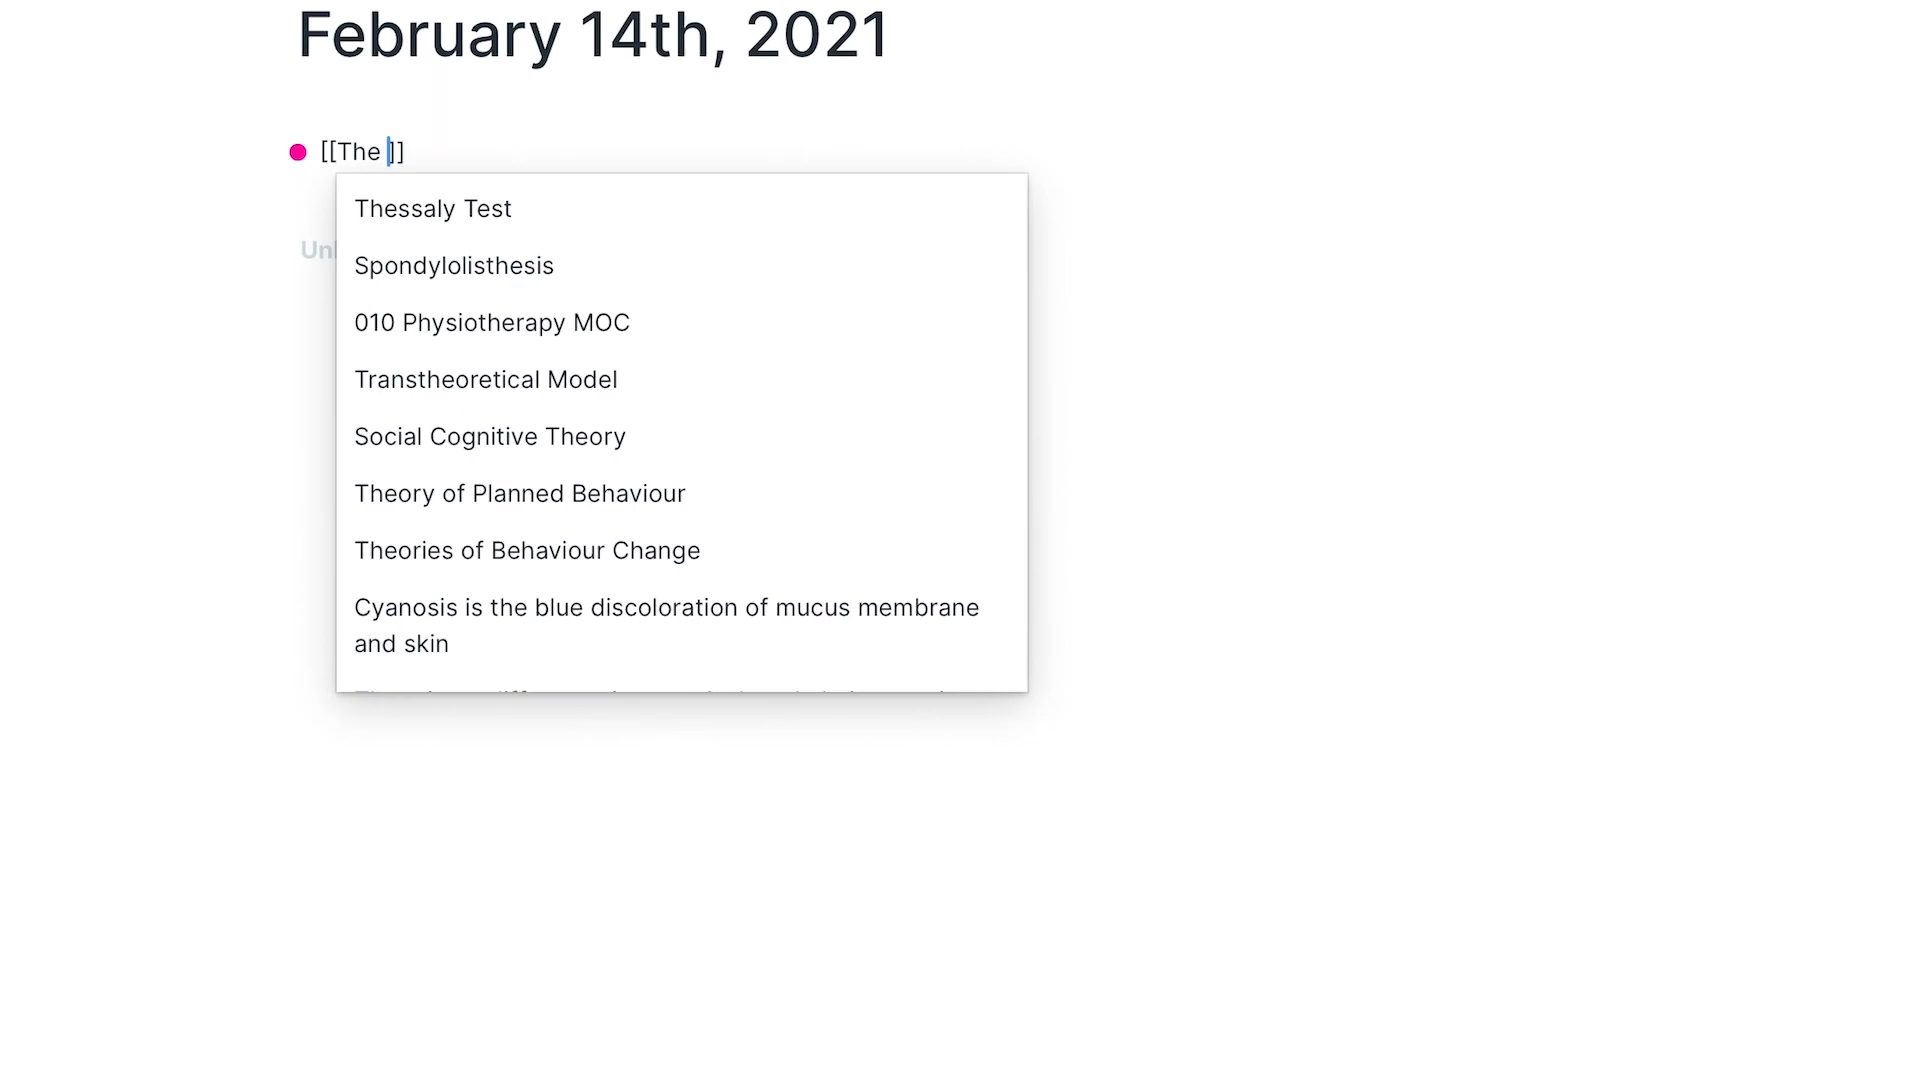 February 14th, 2021
[[The ]]
Thessaly Test
Spondylolisthesis
010 Physiotherapy MOC
Transtheoretical Model
Social Cognitive Theory
Theory of Planned Behaviour
Theories of Behaviour Change
Cyanosis is the blue discoloration of mucus membrane
and skin